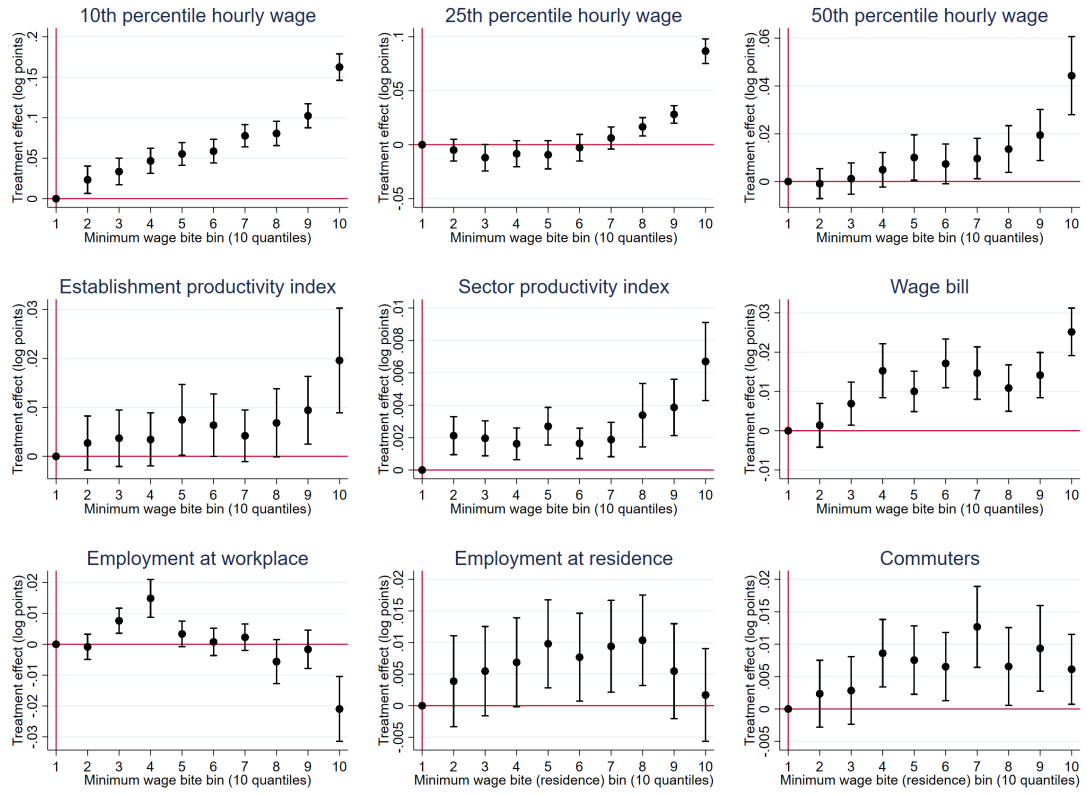 10th percentile hourly wage
Treatment effect (log points)
.2
.15
.1
.05
0
1 2 3 4 5 6 7 8 9 10
Minimum wage bite bin (10 quantiles)
25th percentile hourly wage
Treatment effect (log points)
.1
.05
0
-.05
1 2 3 4 5 6 7 8 9 10
Minimum wage bite bin (10 quantiles)
50th percentile hourly wage
Treatment effect (log points)
.06
.04
.02
0
1 2 3 4 5 6 7 8 9 10
Minimum wage bite bin (10 quantiles)
Establishment productivity index
Treatment effect (log points)
.03
.02
.01
0
1 2 3 4 5 6 7 8 9 10
Minimum wage bite bin (10 quantiles)
Sector productivity index
Treatment effect (log points)
.01
.008
.006
.004
.002
0
1 2 3 4 5 6 7 8 9 10
Minimum wage bite bin (10 quantiles)
Wage bill
Treatment effect (log points)
.03
.02
.01
0
-.01
1 2 3 4 5 6 7 8 9 10
Minimum wage bite bin (10 quantiles)
Employment at workplace
Treatment effect (log points)
.02
.01
0
-.01
-.02
-.03
1 2 3 4 5 6 7 8 9 10
Minimum wage bite bin (10 quantiles)
Employment at residence
Treatment effect (log points)
.02
.015
.01
.005
0
-.005
1 2 3 4 5 6 7 8 9 10
Minimum wage bite (residence) bin (10 quantiles)
Commuters
Treatment effect (log points)
.02
.015
.01
.005
0
-.005
1 2 3 4 5 6 7 8 9 10
Minimum wage bite (residence) bin (10 quantiles)